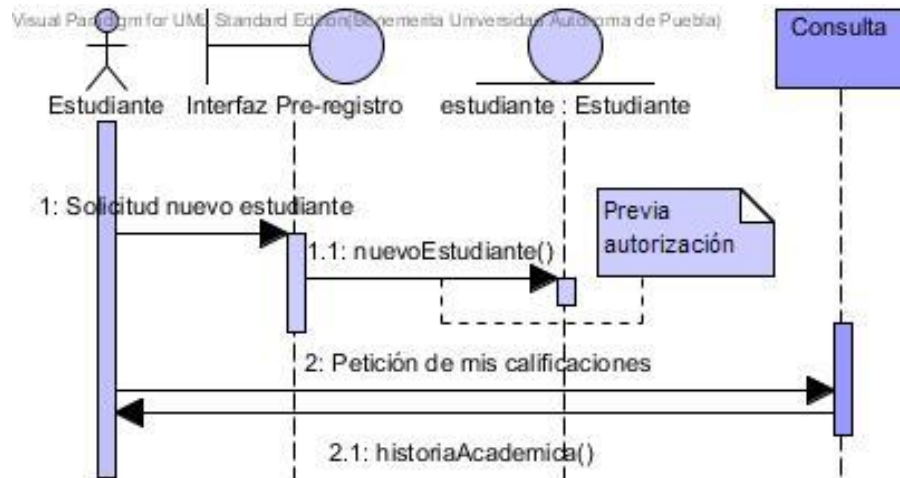 Visual Paradigm for UML Standard Edition(Benemerita Universidad Autonoma de Puebla)
Consulta
Estudiante
Interfaz Pre-registro
estudiante : Estudiante
1: Solicitud nuevo estudiante
Previa
autorización
1.1: nuevoEstudiante()
2: Petición de mis calificaciones
2.1: historiaAcademica()